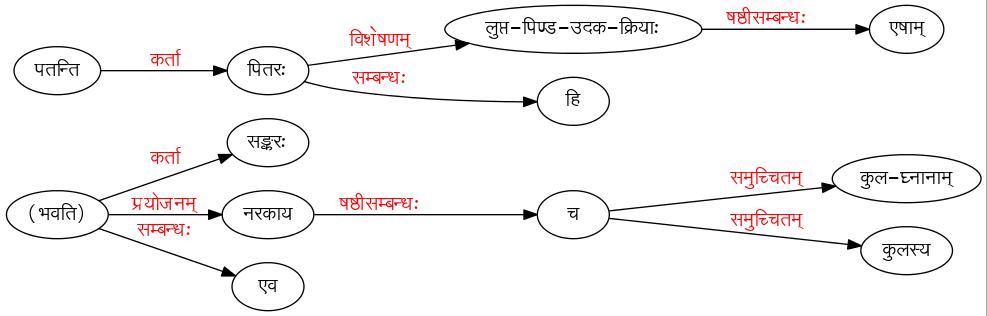 षष्ठीसम्बन्धः
लुप्त-पिण्ड-उदक-क्रियाः
एषाम्
विशेषणम्
कर्ता
पतन्ति
पितरः
सम्बन्धः
हि
सङ्करः
कर्ता
समुच्चितम्
कुल-घ्नानाम्
प्रयोजनम्
षष्ठीसम्बन्धः
(भवति)
नरकाय
च
समुच्चितम्
सम्बन्धः
कुलस्य
एव